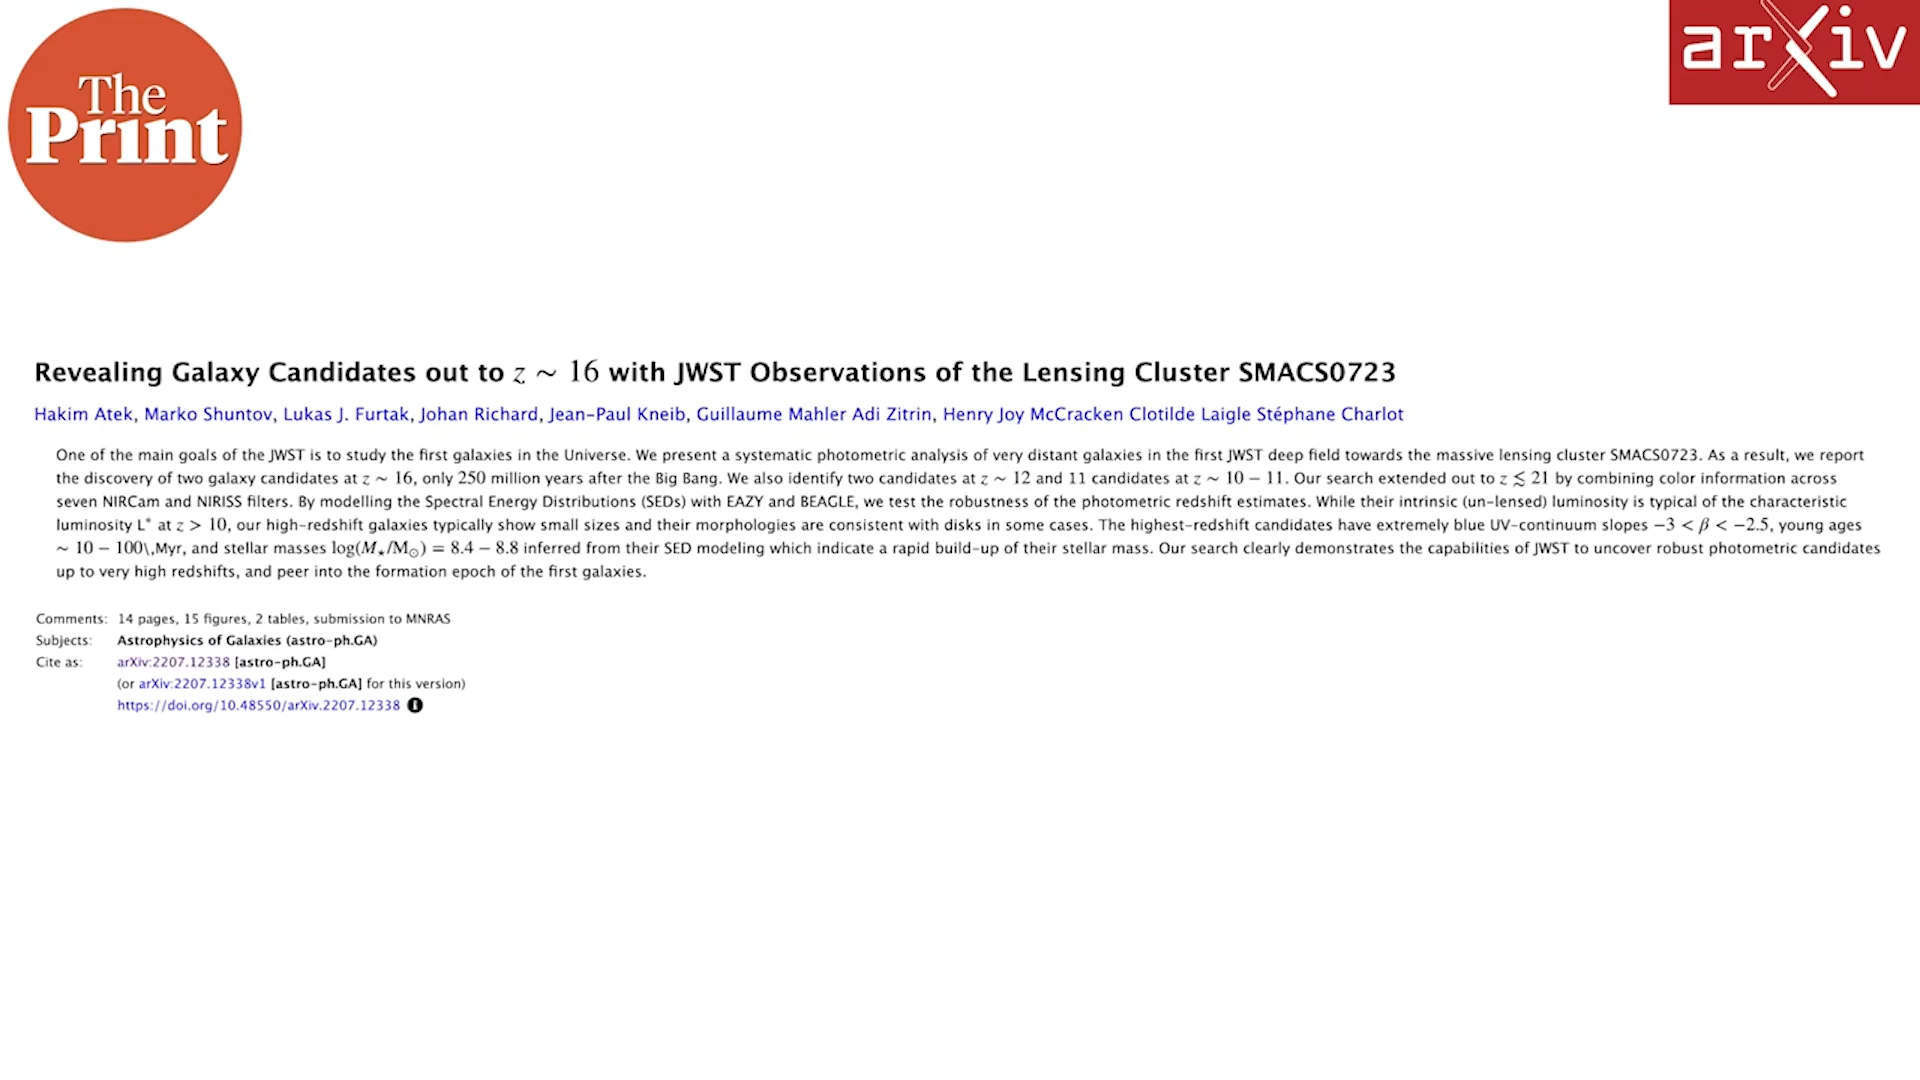 The
Print
arXiv
Revealing Galaxy Candidates out to z ∼ 16 with JWST Observations of the Lensing Cluster SMACS0723
Hakim Atek, Marko Shuntov, Lukas J. Furtak, Johan Richard, Jean-Paul Kneib, Guillaume Mahler Adi Zitrin, Henry Joy McCracken Clotilde Laigle Stéphane Charlot
One of the main goals of the JWST is to study the first galaxies in the Universe. We present a systematic photometric analysis of very distant galaxies in the first JWST deep field towards the massive lensing cluster SMACS0723. As a result, we report
the discovery of two galaxy candidates at z ∼ 16, only 250 million years after the Big Bang. We also identify two candidates at z ∼ 12 and 11 candidates at z ∼ 10 − 11. Our search extended out to z ≲ 21 by combining color information across
seven NIRCam and NIRISS filters. By modelling the Spectral Energy Distributions (SEDs) with EAZY and BEAGLE, we test the robustness of the photometric redshift estimates. While their intrinsic (un-lensed) luminosity is typical of the characteristic
luminosity L* at z > 10, our high-redshift galaxies typically show small sizes and their morphologies are consistent with disks in some cases. The highest-redshift candidates have extremely blue UV-continuum slopes −3 < β < −2.5, young ages
∼ 10 − 100\,Myr, and stellar masses log(M⋆/M⊙) = 8.4 − 8.8 inferred from their SED modeling which indicate a rapid build-up of their stellar mass. Our search clearly demonstrates the capabilities of JWST to uncover robust photometric candidates
up to very high redshifts, and peer into the formation epoch of the first galaxies.
Comments: 14 pages, 15 figures, 2 tables, submission to MNRAS
Subjects: Astrophysics of Galaxies (astro-ph.GA)
Cite as: arXiv:2207.12338 [astro-ph.GA]
(or arXiv:2207.12338v1 [astro-ph.GA] for this version)
https://doi.org/10.48550/arXiv.2207.12338